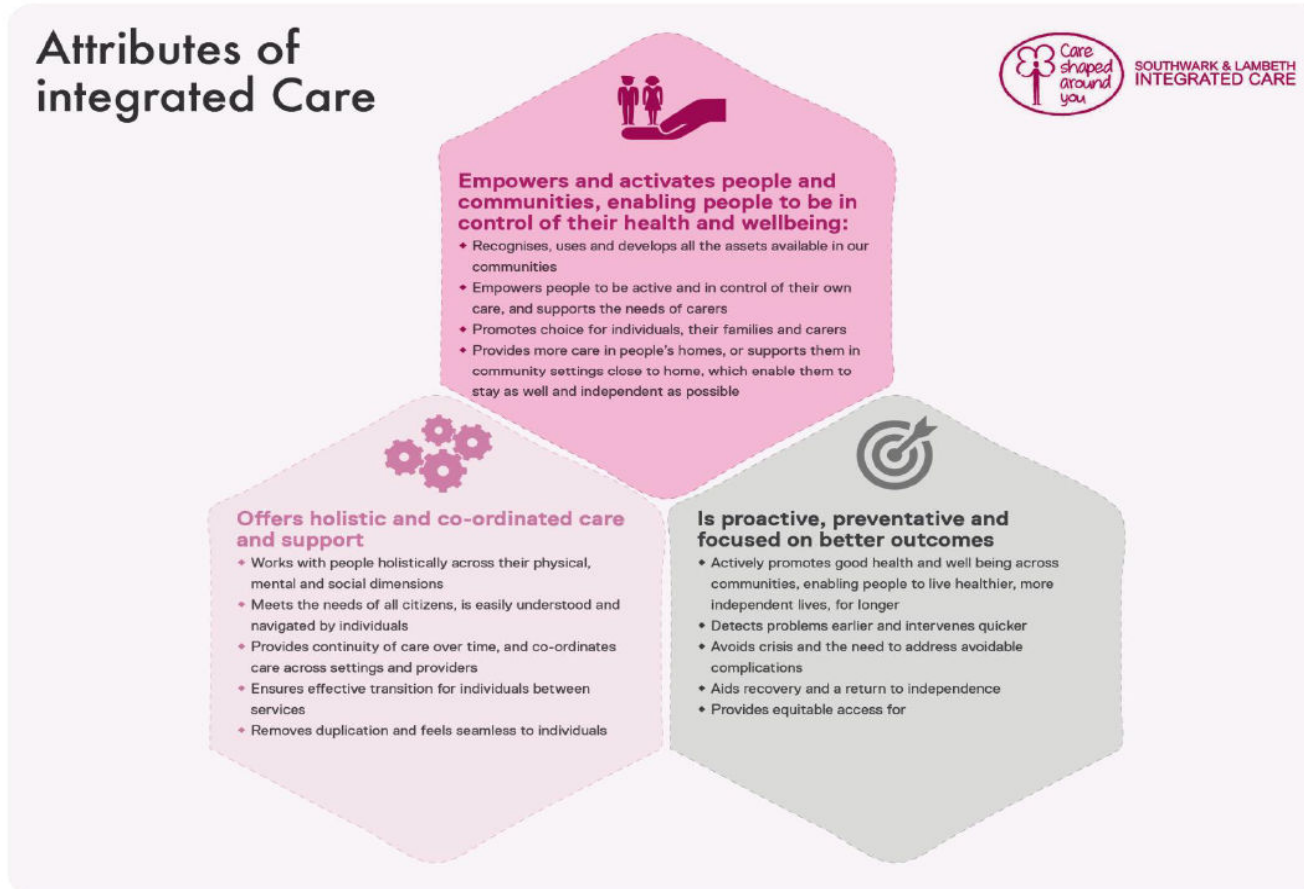 Attributes of
integrated Care
Care
shaped
around
you
SOUTHWARK & LAMBETH
INTEGRATED CARE
Empowers and activates people and
communities, enabling people to be in
control of their health and wellbeing:
Recognises, uses and develops all the assets available in our
communities
Empowers people to be active and in control of their own
care, and supports the needs of carers
Promotes choice for individuals, their families and carers
Provides more care in people's homes, or supports them in
community settings close to home, which enable them to
stay as well and independent as possible
Offers holistic and co-ordinated care
and support
Works with people holistically across their physical,
mental and social dimensions
Meets the needs of all citizens, is easily understood and
navigated by individuals
Provides continuity of care over time, and co-ordinates
care across settings and providers
Ensures effective transition for individuals between
services
Removes duplication and feels seamless to individuals
Is proactive, preventative and
focused on better outcomes
Actively promotes good health and well being across
communities, enabling people to live healthier, more
independent lives, for longer
Detects problems earlier and intervenes quicker
Avoids crisis and the need to address avoidable
complications
Aids recovery and a return to independence
Provides equitable access for